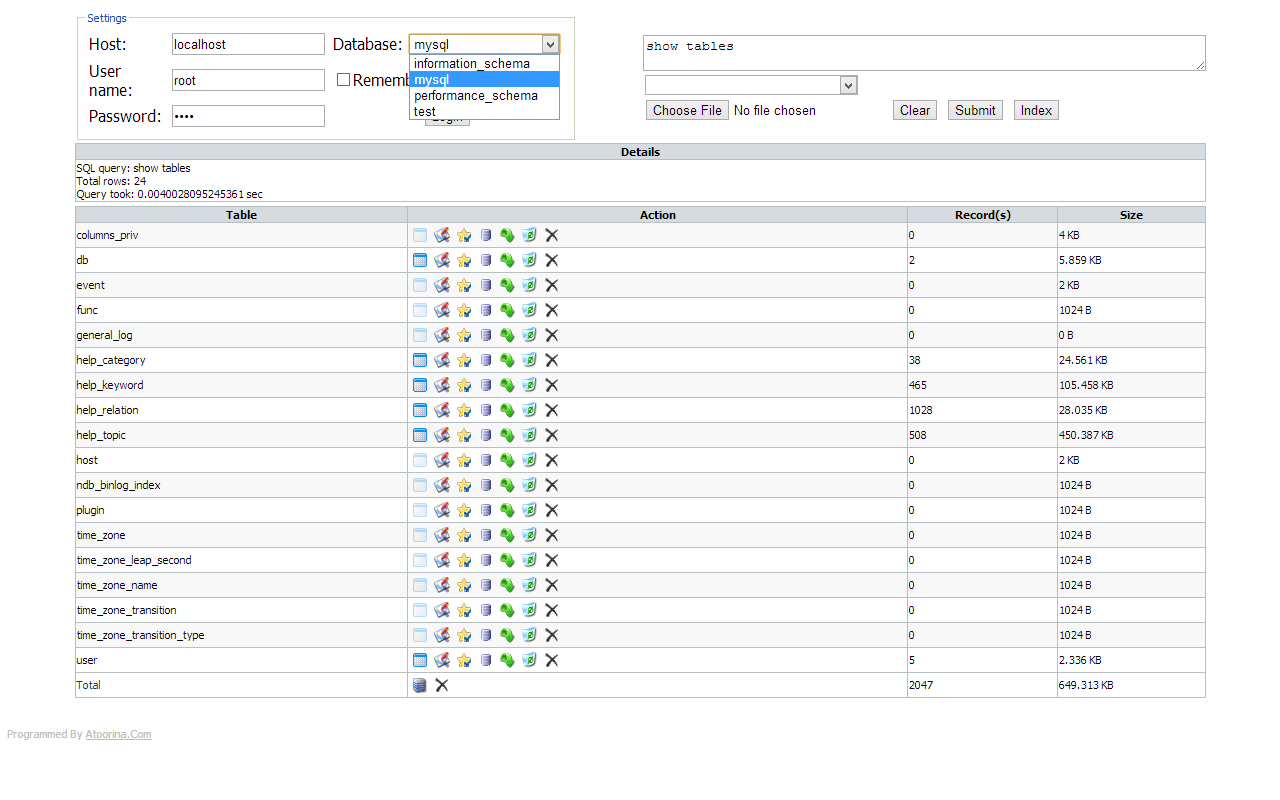 Settings
Host: localhost Database: mysql
information_schema
mysql
performance_schema
test
User name: root
Password: ••••
show tables
Choose File No file chosen Clear Submit Index
Details
SQL query: show tables
Total rows: 24
Query took: 0.0040028095245361 sec
Table Action Record(s) Size
columns_priv 0 4 KB
db 2 5.859 KB
event 0 2 KB
func 0 1024 B
general_log 0 0 B
help_category 38 24.561 KB
help_keyword 465 105.458 KB
help_relation 1028 28.035 KB
help_topic 508 450.387 KB
host 0 2 KB
ndb_binlog_index 0 1024 B
plugin 0 1024 B
time_zone 0 1024 B
time_zone_leap_second 0 1024 B
time_zone_name 0 1024 B
time_zone_transition 0 1024 B
time_zone_transition_type 0 1024 B
user 5 2.336 KB
Total 2047 649.313 KB
Programmed By Atoorina.Com